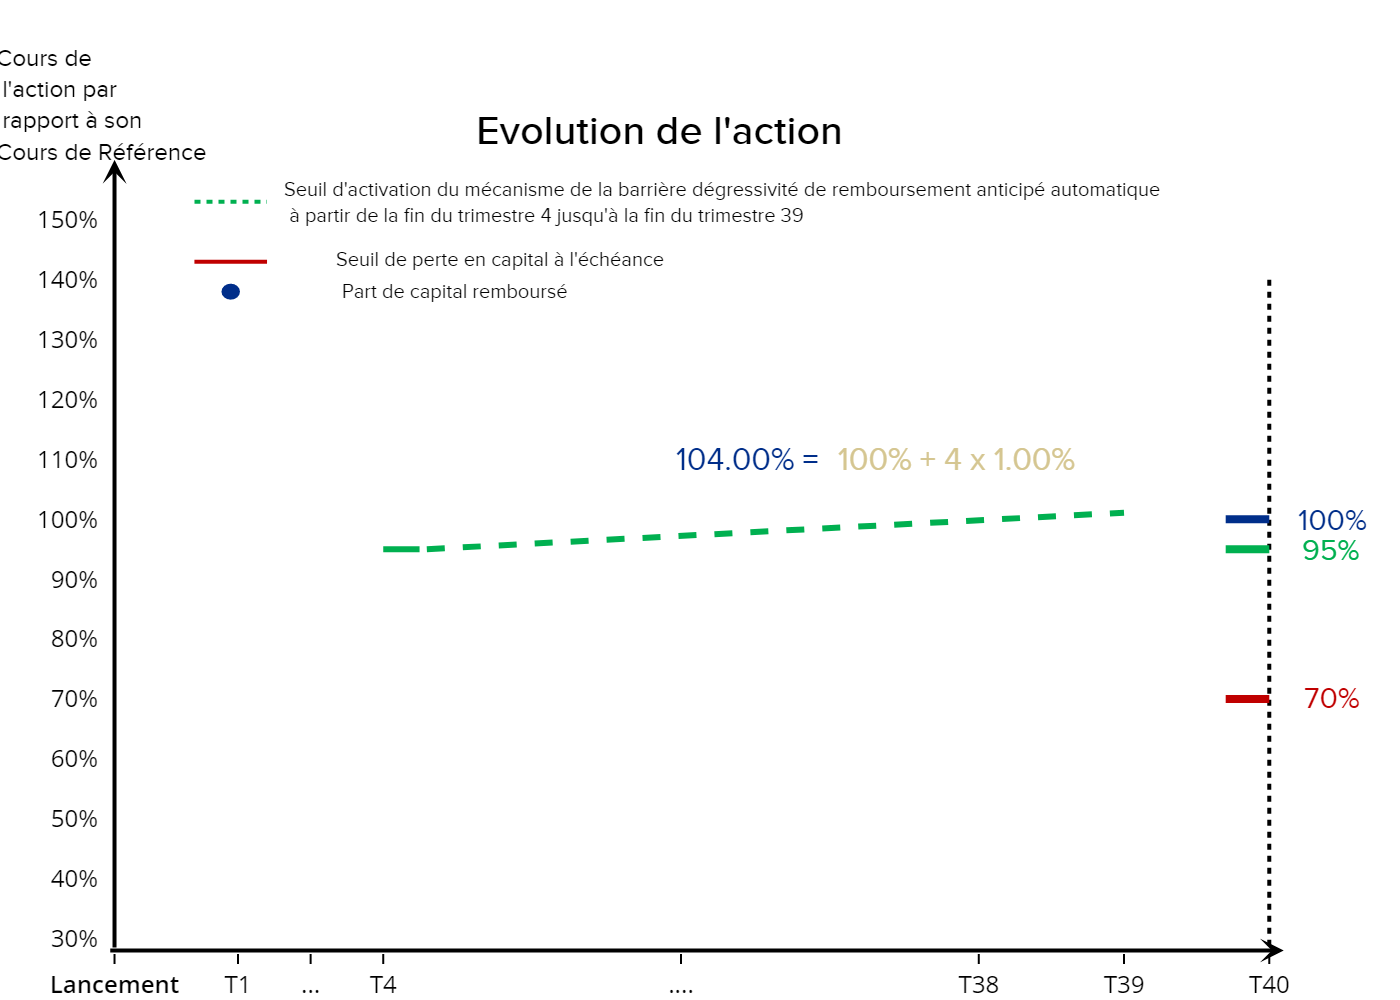 Cours de
l'action par
rapport à son
Cours de Référence
Evolution de l'action
Seuil d'activation du mécanisme de la barrière dégressivité de remboursement anticipé automatique
à partir de la fin du trimestre 4 jusqu'à la fin du trimestre 39
Seuil de perte en capital à l'échéance
Part de capital remboursé
150%
140%
130%
120%
110%
100%
90%
80%
70%
60%
50%
40%
30%
104.00% = 100% + 4 x 1.00%
100%
95%
70%
Lancement T1 ... T4 .... T38 T39 T40